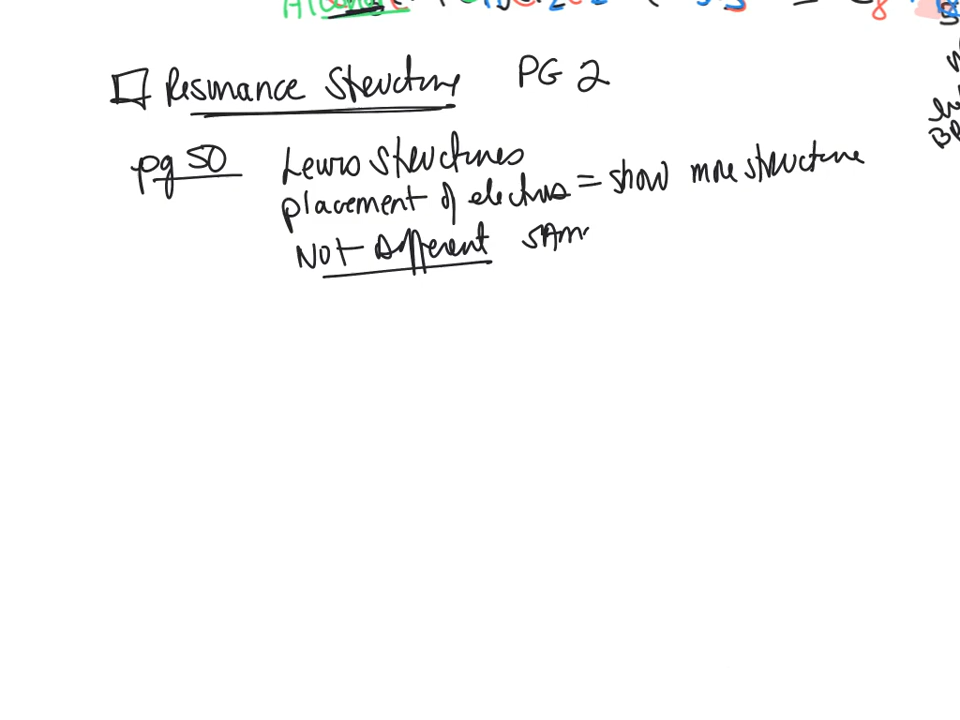 Resonance Structure PG 2
pg 50 Lewis Structures
placement of electrons = show more structure
Not Different SAM